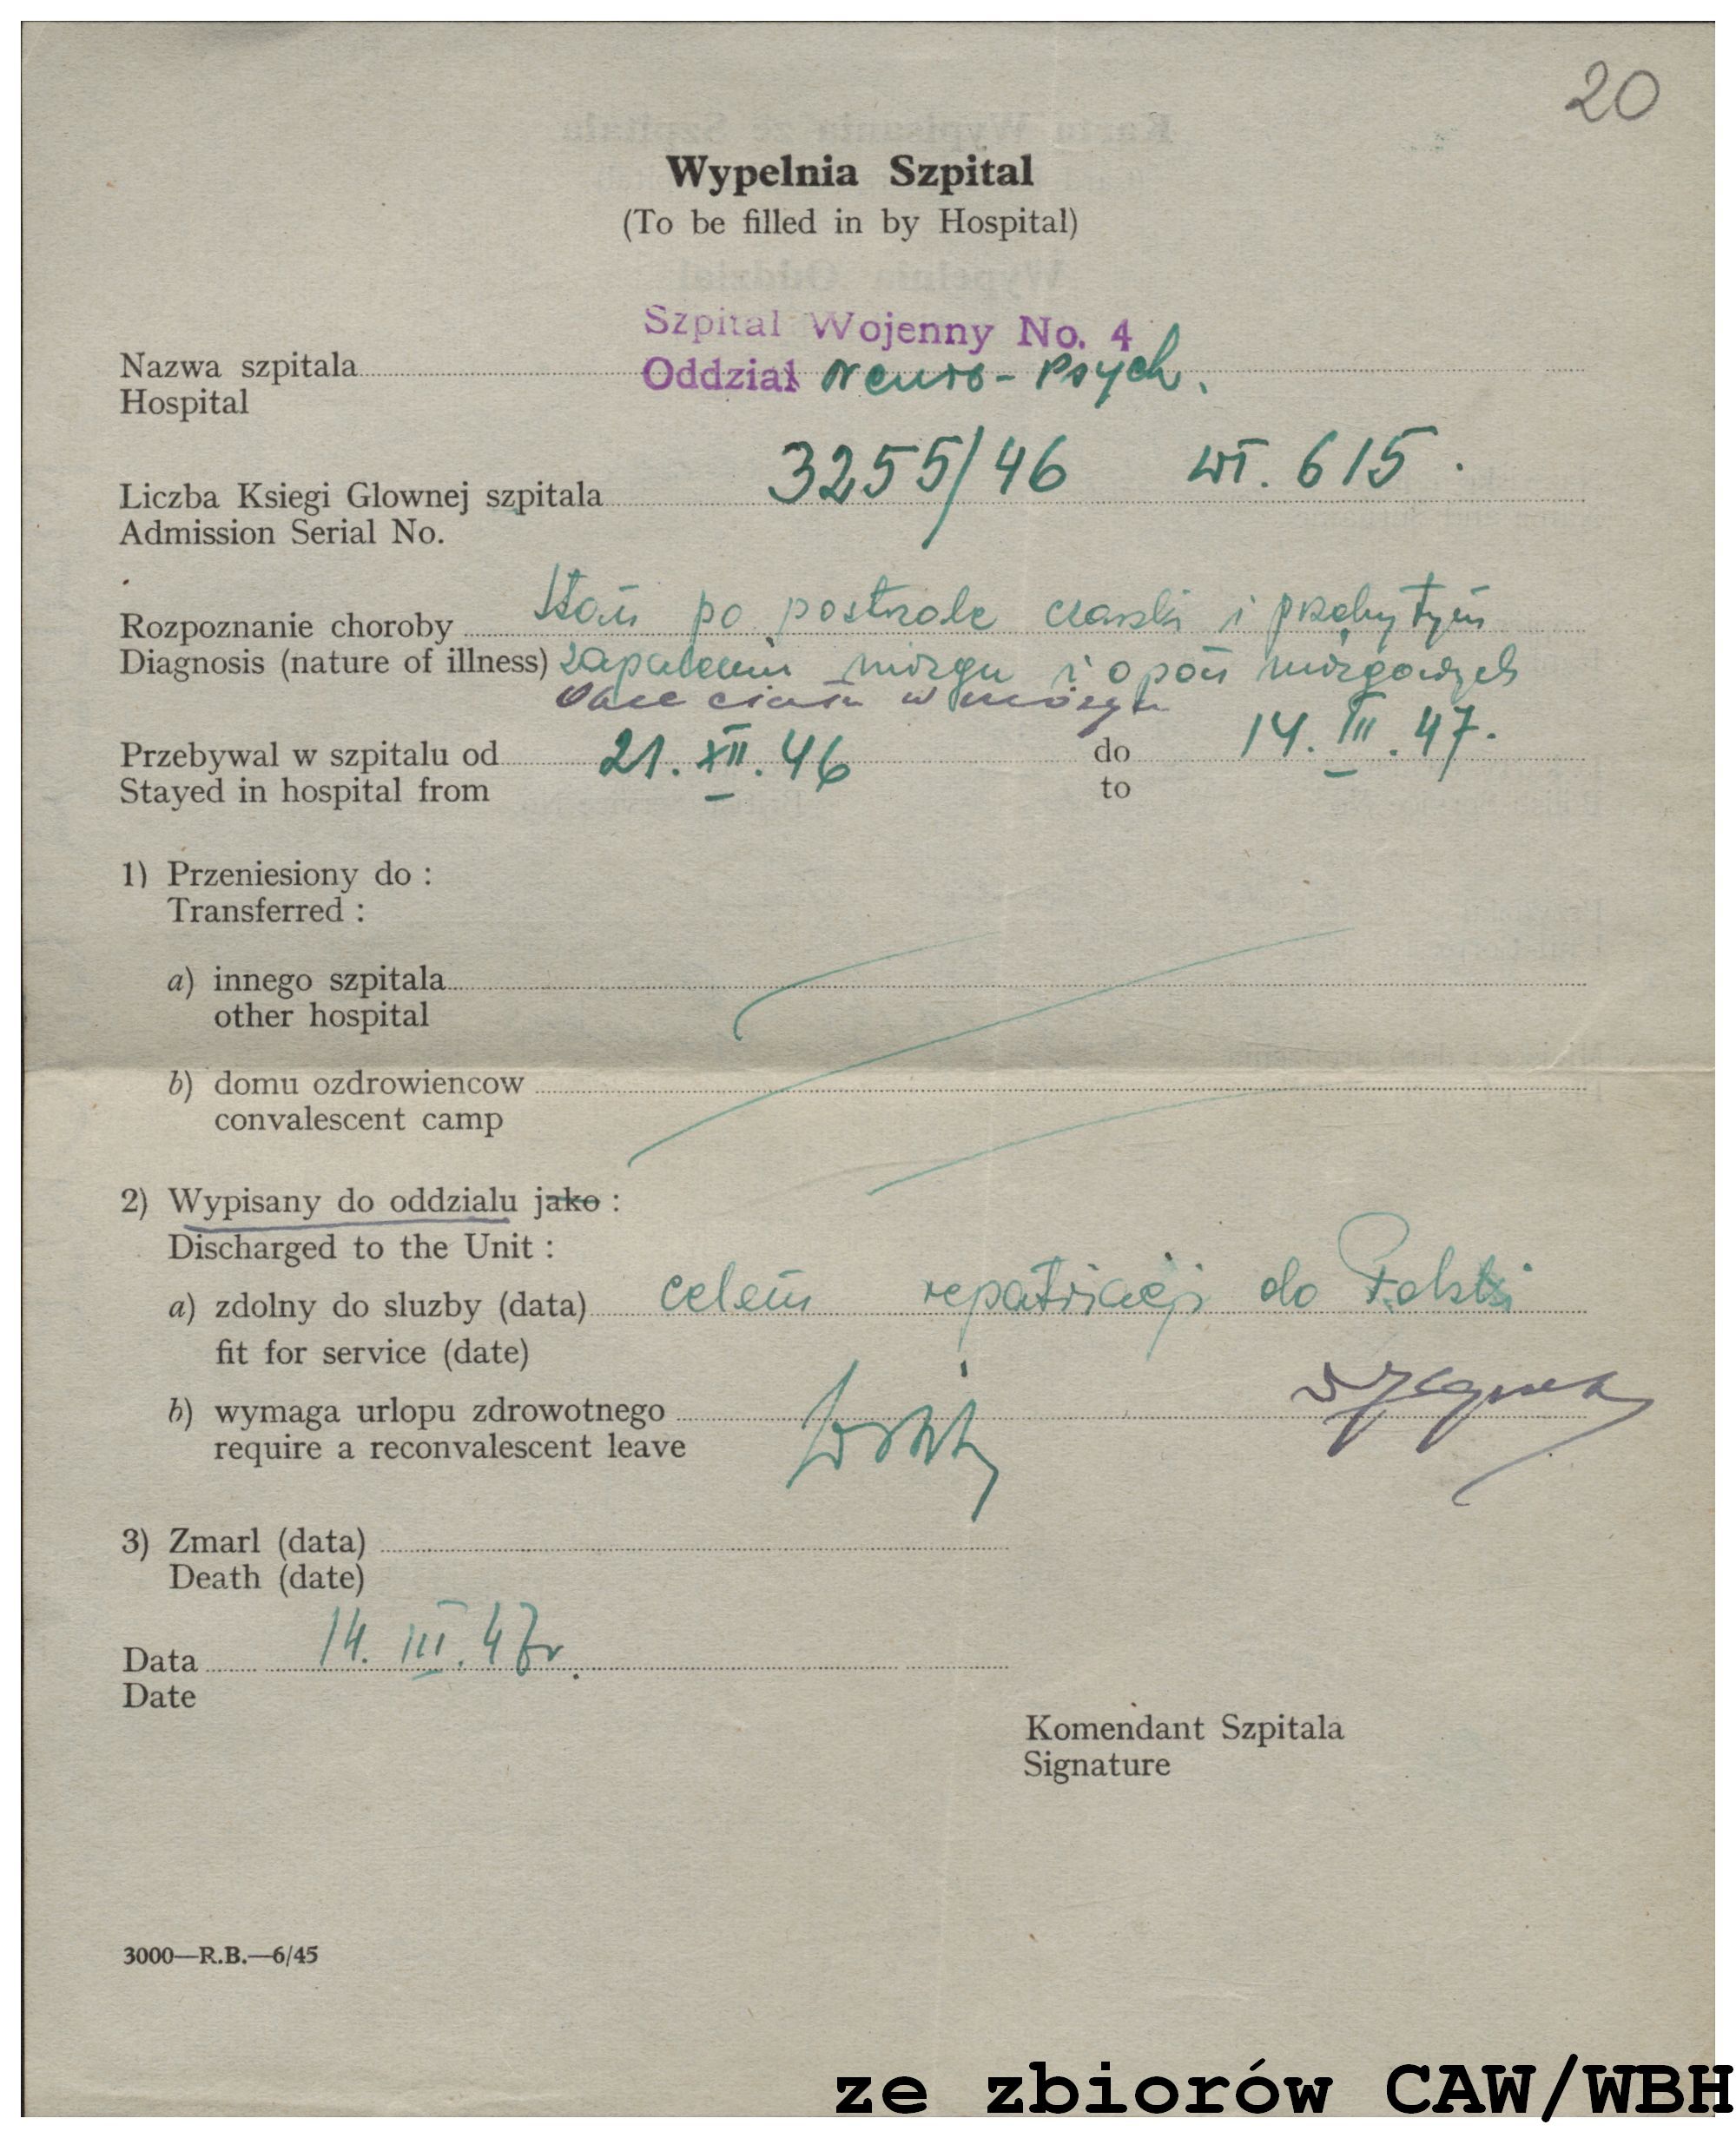 20
Wypelnia Szpital
(To be filled in by Hospital)
Szpital Wojenny No. 4
Nazwa szpitala Oddział Neuro-Psych.
Hospital
3255/46 wł. 615.
Liczba Ksiegi Glownej szpitala
Admission Serial No.
Rozpoznanie choroby Stan po postrzale czaszki i przebytym
Diagnosis (nature of illness) zapaleniu mózgu i opon mózgowych
Obce ciało w mózgu
Przebywal w szpitalu od 21. XII. 46 do 14. III. 47.
Stayed in hospital from to
1) Przeniesiony do :
Transferred :
a) innego szpitala
other hospital
b) domu ozdrowiencow
convalescent camp
2) Wypisany do oddzialu jako :
Discharged to the Unit :
a) zdolny do sluzby (data) celem repatriacji do Polski
fit for service (date)
b) wymaga urlopu zdrowotnego
require a reconvalescent leave
3) Zmarl (data)
Death (date)
Data 14. III. 47r.
Date
Komendant Szpitala
Signature
3000—R.B.—6/45
ze zbiorów CAW/WBH